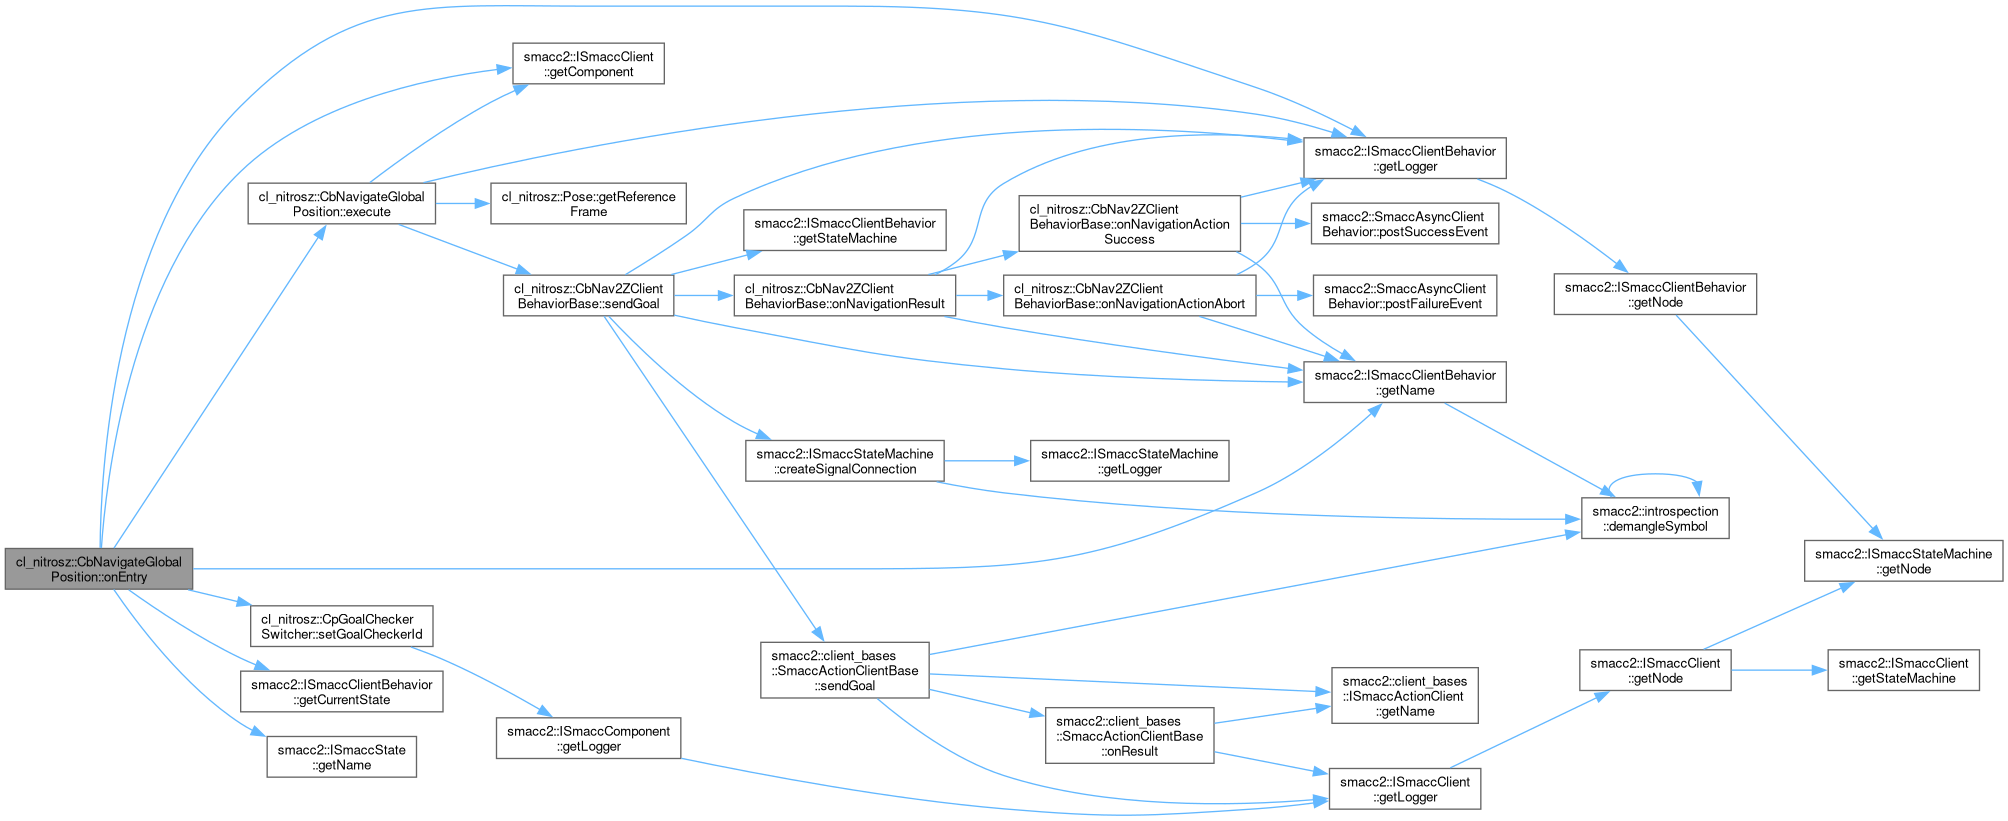 smacc2::ISmaccClient
::getComponent
smacc2::ISmaccClientBehavior
::getLogger
cl_nitrosz::CbNavigateGlobal
Position::execute
cl_nitrosz::Pose::getReference
Frame
cl_nitrosz::CbNav2ZClient
BehaviorBase::onNavigationAction
Success
smacc2::SmaccAsyncClient
Behavior::postSuccessEvent
smacc2::ISmaccClientBehavior
::getStateMachine
cl_nitrosz::CbNav2ZClient
BehaviorBase::sendGoal
cl_nitrosz::CbNav2ZClient
BehaviorBase::onNavigationResult
cl_nitrosz::CbNav2ZClient
BehaviorBase::onNavigationActionAbort
smacc2::SmaccAsyncClient
Behavior::postFailureEvent
smacc2::ISmaccClientBehavior
::getNode
smacc2::ISmaccClientBehavior
::getName
smacc2::ISmaccStateMachine
::createSignalConnection
smacc2::ISmaccStateMachine
::getLogger
smacc2::introspection
::demangleSymbol
smacc2::ISmaccStateMachine
::getNode
cl_nitrosz::CbNavigateGlobal
Position::onEntry
cl_nitrosz::CpGoalChecker
Switcher::setGoalCheckerId
smacc2::client_bases
::SmaccActionClientBase
::sendGoal
smacc2::ISmaccClient
::getNode
smacc2::ISmaccClient
::getStateMachine
smacc2::ISmaccClientBehavior
::getCurrentState
smacc2::client_bases
::ISmaccActionClient
::getName
smacc2::ISmaccComponent
::getLogger
smacc2::client_bases
::SmaccActionClientBase
::onResult
smacc2::ISmaccState
::getName
smacc2::ISmaccClient
::getLogger